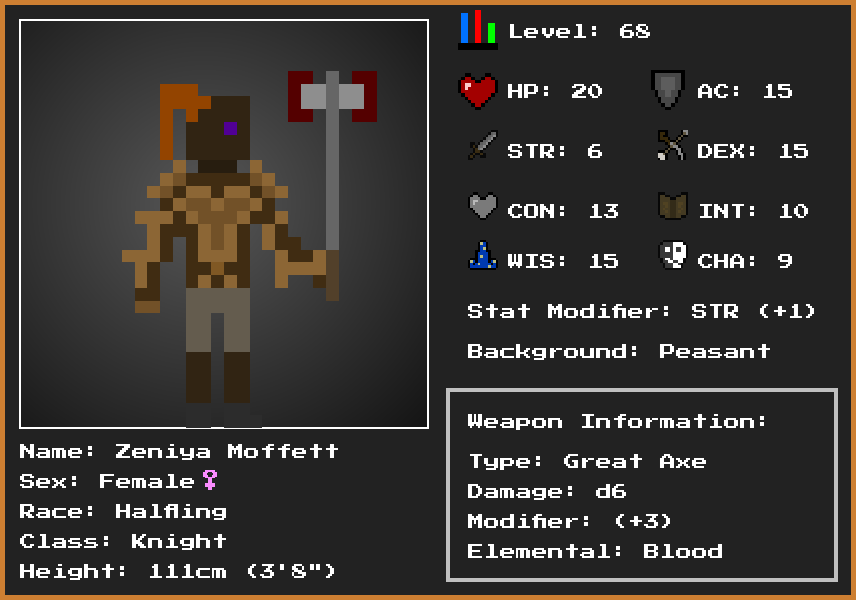 Level: 68
HP: 20 AC: 15
STR: 6 DEX: 15
CON: 13 INT: 10
WIS: 15 CHA: 9
Stat Modifier: STR (+1)
Background: Peasant
Weapon Information:
Type: Great Axe
Damage: d6
Modifier: (+3)
Elemental: Blood
Name: Zeniya Moffett
Sex: Female♀
Race: Halfling
Class: Knight
Height: 111cm (3'8")